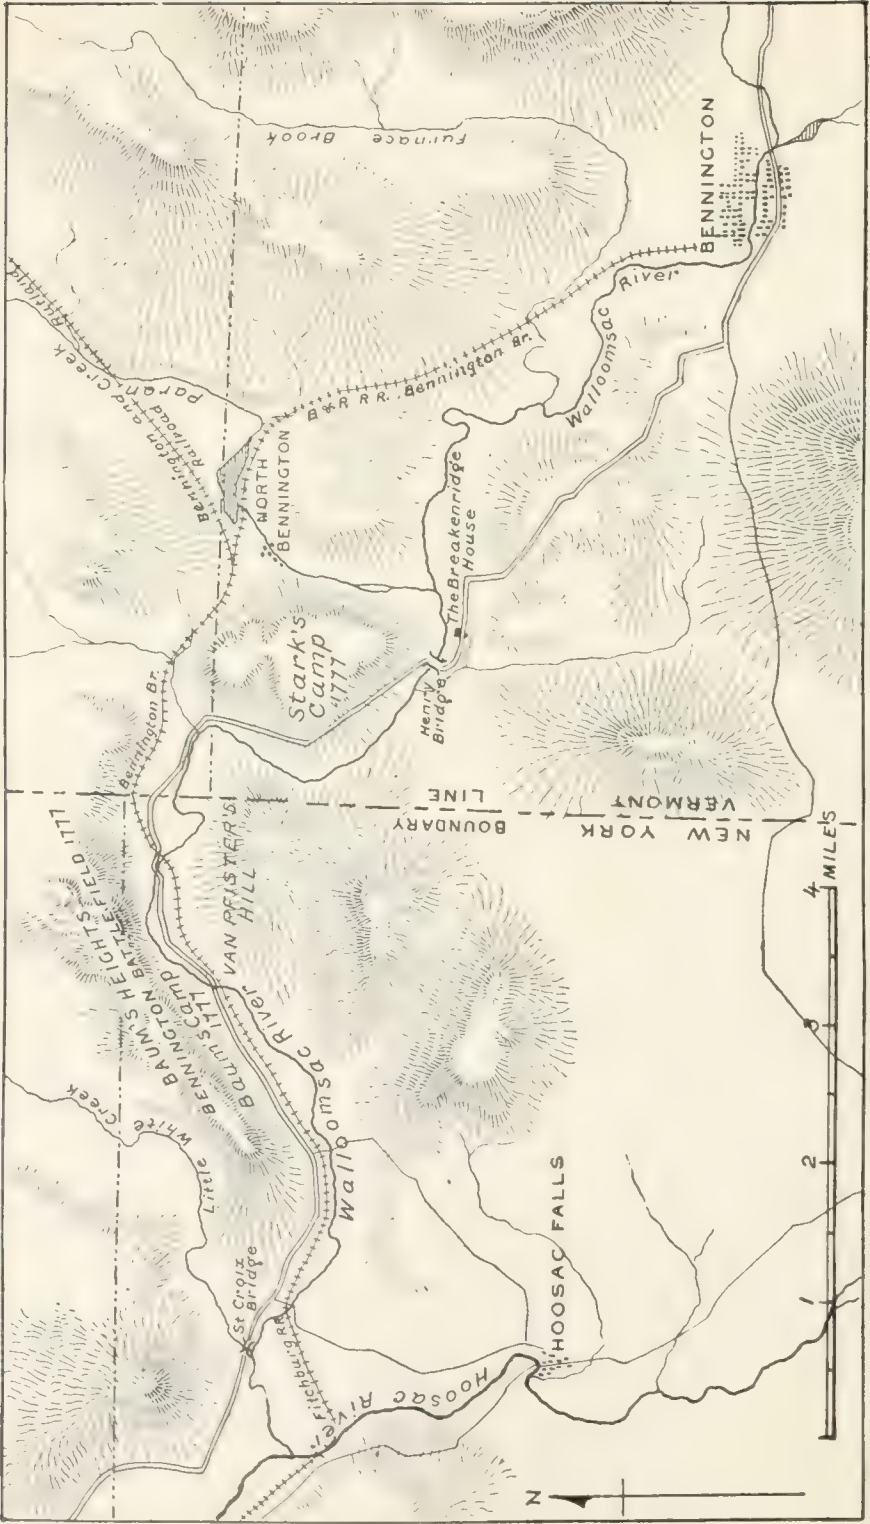 Furnace Brook
BENNINGTON
Walloomsac River
Paran Creek
Bennington and Rutland
Railroad
B & R R R. Bennington Br.
NORTH
BENNINGTON
The Breakenridge
House
Henry
Bridge
Stark's
Camp
1777
Bennington Br.
BOUNDARY
LINE
NEW YORK
VERMONT
BAUM'S HEIGHTS
BENNINGTON BATTLEFIELD 1777
Baum's Camp
1777
VAN PFISTER'S
HILL
Walloomsac River
Little White Creek
St Croix
Bridge
Fitchburg RR
Hoosac River
HOOSAC FALLS
1
2
3
4 MILES
N